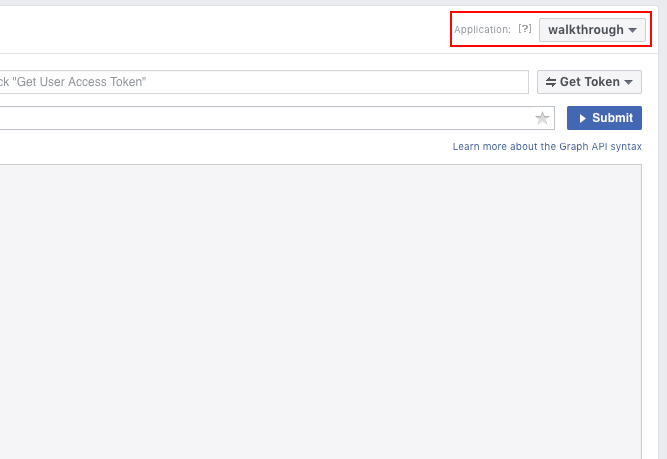 Application: [?] walkthrough
ck "Get User Access Token" Get Token
Submit
Learn more about the Graph API syntax